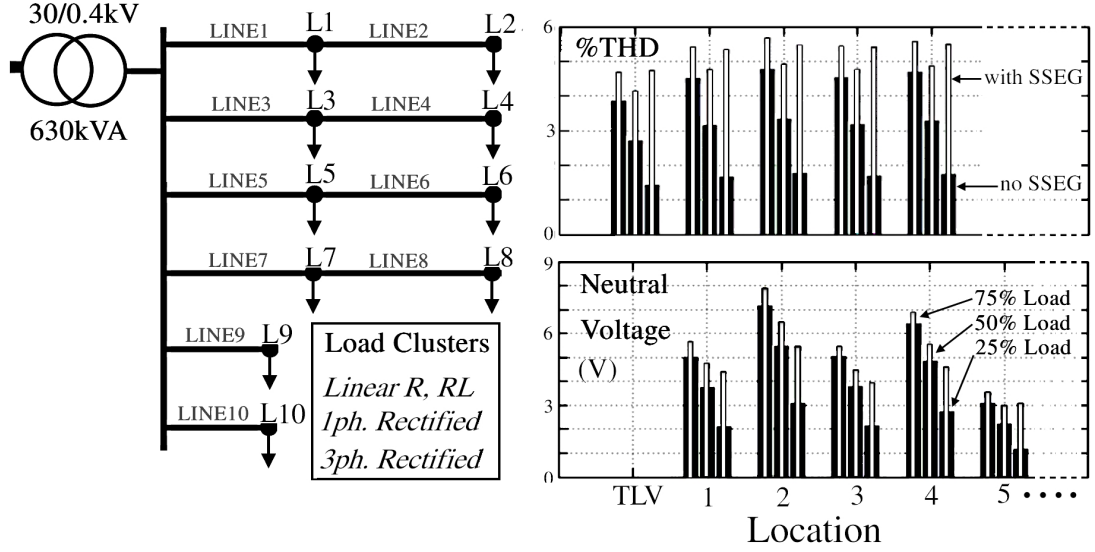 30/0.4kV
630kVA
LINE1
L1
LINE2
L2
LINE3
L3
LINE4
L4
LINE5
L5
LINE6
L6
LINE7
L7
LINE8
L8
LINE9
L9
LINE10
L10
Load Clusters
Linear R, RL
1ph. Rectified
3ph. Rectified
6
%THD
with SSEG
3
no SSEG
0
9
Neutral
75% Load
Voltage
50% Load
6
25% Load
(V)
3
0
TLV 1 2 3 4 5
Location